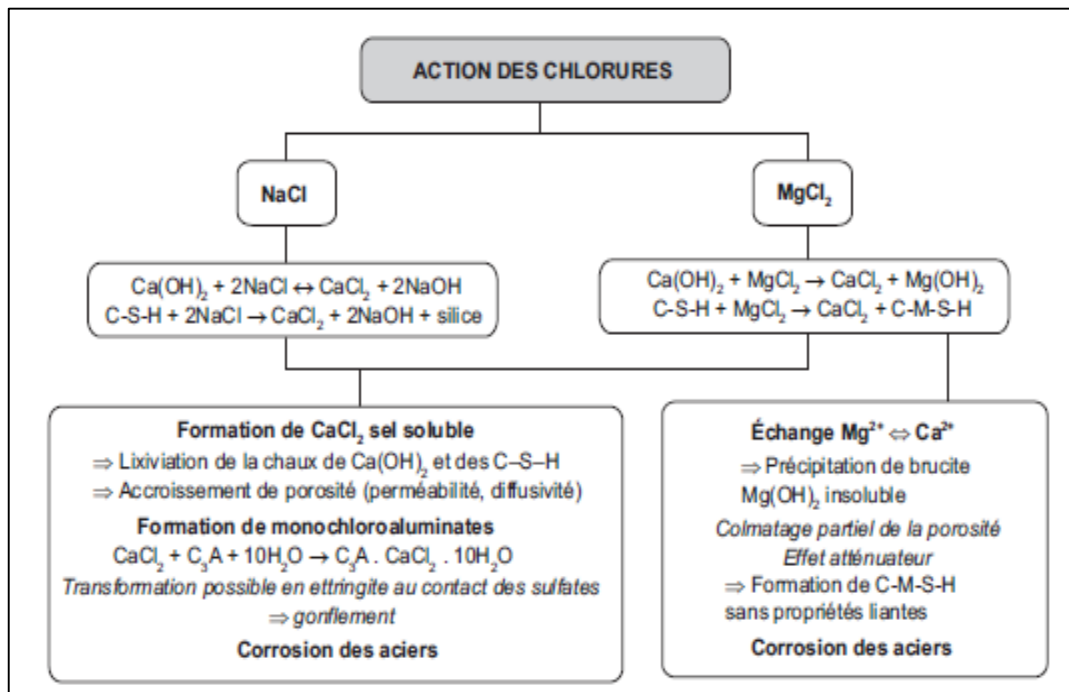 ACTION DES CHLORURES
NaCl
MgCl₂
Ca(OH)₂ + 2NaCl ↔ CaCl₂ + 2NaOH
C-S-H + 2NaCl → CaCl₂ + 2NaOH + silice
Ca(OH)₂ + MgCl₂ → CaCl₂ + Mg(OH)₂
C-S-H + MgCl₂ → CaCl₂ + C-M-S-H
Formation de CaCl₂ sel soluble
⇒ Lixiviation de la chaux de Ca(OH)₂ et des C–S–H
⇒ Accroissement de porosité (perméabilité, diffusivité)
Formation de monochloroaluminates
CaCl₂ + C₃A + 10H₂O → C₃A . CaCl₂ . 10H₂O
Transformation possible en ettringite au contact des sulfates
⇒ gonflement
Corrosion des aciers
Échange Mg²⁺ ⇔ Ca²⁺
⇒ Précipitation de brucite
Mg(OH)₂ insoluble
Colmatage partiel de la porosité
Effet atténuateur
⇒ Formation de C-M-S-H
sans propriétés liantes
Corrosion des aciers